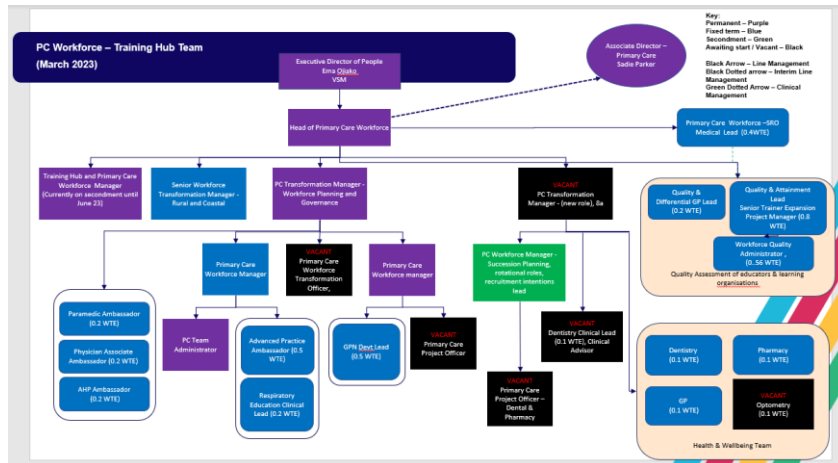 PC Workforce – Training Hub Team
(March 2023)
Key:
Permanent – Purple
Fixed term – Blue
Secondment – Green
Awaiting start / Vacant – Black
Black Arrow – Line Management
Black Dotted arrow – Interim Line
Management
Green Dotted Arrow – Clinical
Management
Executive Director of People
Ema Ojiako
VSM
Associate Director –
Primary Care
Sadie Parker
Head of Primary Care Workforce
Primary Care Workforce –SRO
Medical Lead (0.4WTE)
Training Hub and Primary Care
Workforce Manager
(Currently on secondment until
June 23)
Senior Workforce
Transformation Manager -
Rural and Coastal
PC Transformation Manager -
Workforce Planning and
Governance
VACANT
PC Transformation
Manager - (new role), 8a
Quality &
Differential GP Lead
(0.2 WTE)
Quality & Attainment
Lead
Senior Trainer Expansion
Project Manager (0.8
WTE)
Workforce Quality
Administrator ,
(0..56 WTE)
Quality Assessment of educators & learning
organisations
Primary Care
Workforce Manager
VACANT
Primary Care
Workforce
Transformation
Officer,
Primary Care
Workforce manager
PC Workforce Manager -
Succession Planning,
rotational roles,
recruitment intentions
lead
Paramedic Ambassador
(0.2 WTE)
Physician Associate
Ambassador (0.2 WTE)
AHP Ambassador
(0.2 WTE)
PC Team
Administrator
Advanced Practice
Ambassador (0.5
WTE)
Respiratory
Education Clinical
Lead (0.2 WTE)
GPN Devt Lead
(0.5 WTE)
VACANT
Primary Care
Project Officer
VACANT
Dentistry Clinical Lead
(0.1 WTE), Clinical
Advisor
VACANT
Primary Care
Project Officer –
Dental &
Pharmacy
Dentistry
(0.1 WTE)
Pharmacy
(0.1 WTE)
GP
(0.1 WTE)
VACANT
Optometry
(0.1 WTE)
Health & Wellbeing Team